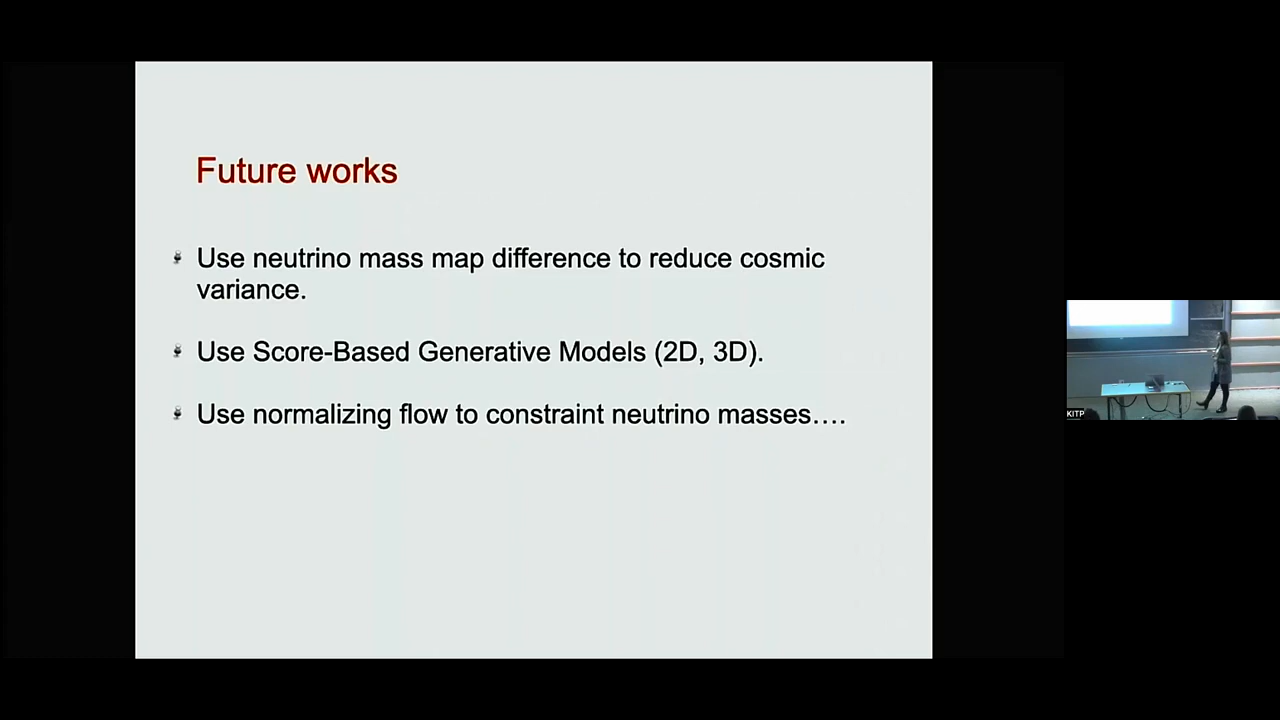 Future works
Use neutrino mass map difference to reduce cosmic
variance.
Use Score-Based Generative Models (2D, 3D).
Use normalizing flow to constraint neutrino masses….
KITP